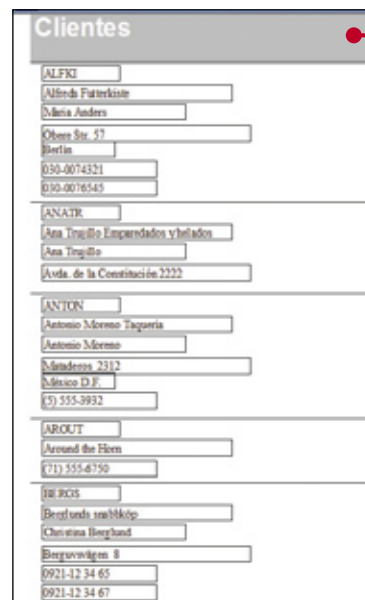 Clientes
ALFKI
Alfreds Futterkiste
Maria Anders
Obere Str. 57
Berlin
030-0074321
030-0076545
ANATR
Ana Trujillo Emparedados y helados
Ana Trujillo
Avda. de la Constitución 2222
ANTON
Antonio Moreno Taquería
Antonio Moreno
Mataderos 2312
México D.F.
(5) 555-3932
AROUT
Around the Horn
(71) 555-6750
BERGS
Berglunds snabbköp
Christina Berglund
Berguvsvägen 8
0921-12 34 65
0921-12 34 67